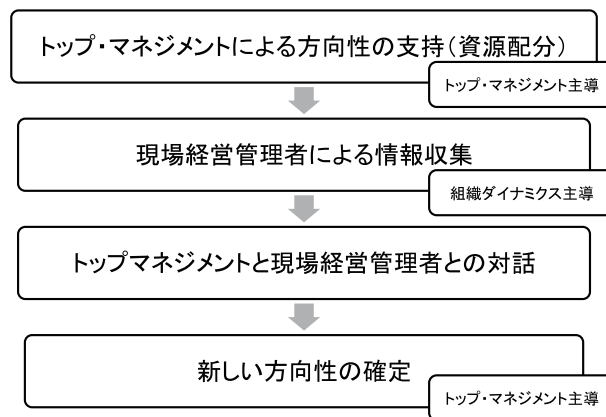 トップ・マネジメントによる方向性の支持（資源配分）
トップ・マネジメント主導
現場経営管理者による情報収集
組織ダイナミクス主導
トップマネジメントと現場経営管理者との対話
新しい方向性の確定
トップ・マネジメント主導